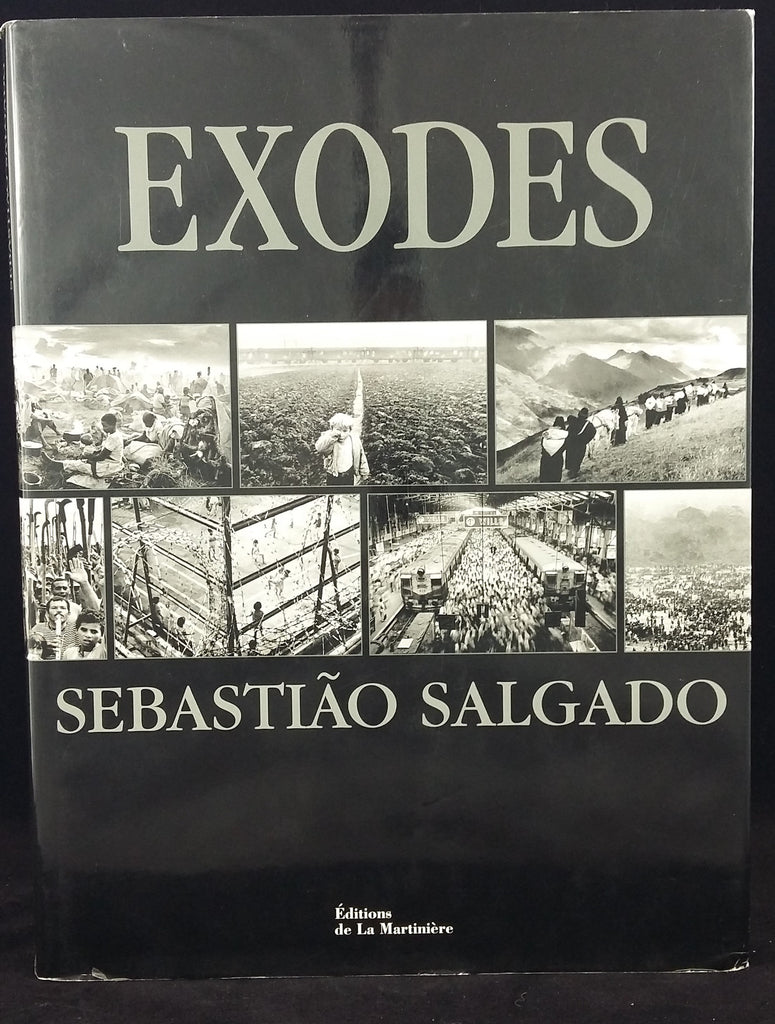 EXODES
SEBASTIÃO SALGADO
Éditions
de La Martinière